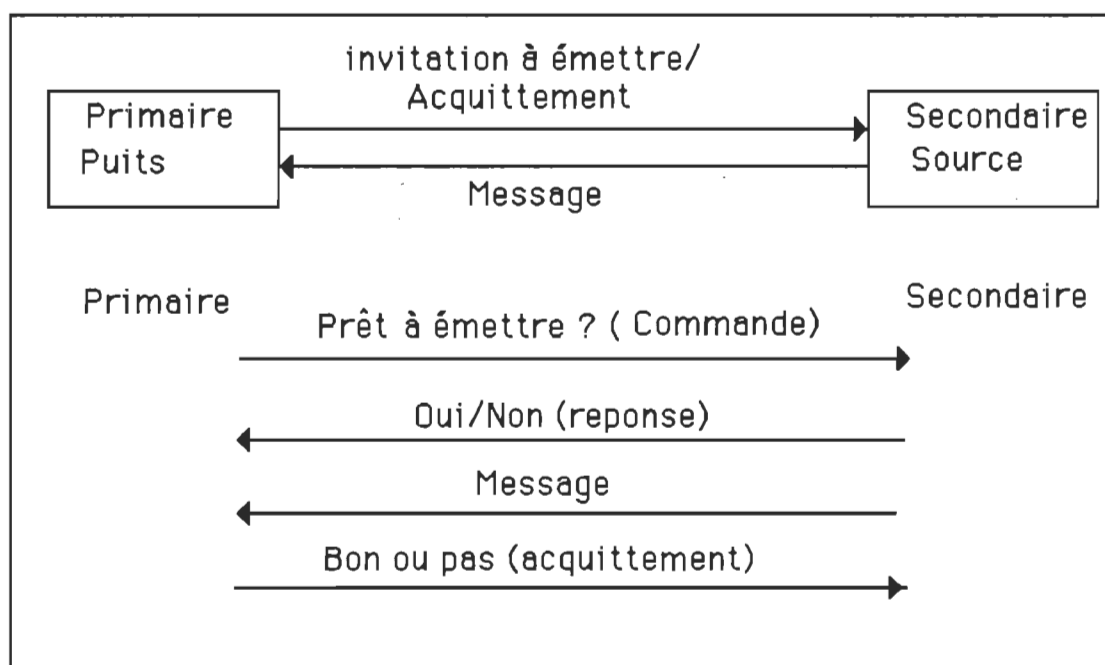 invitation à émettre/
Acquittement
Primaire
Puits
Secondaire
Source
Message
Primaire
Secondaire
Prêt à émettre ? ( Commande)
Oui/Non (reponse)
Message
Bon ou pas (acquittement)